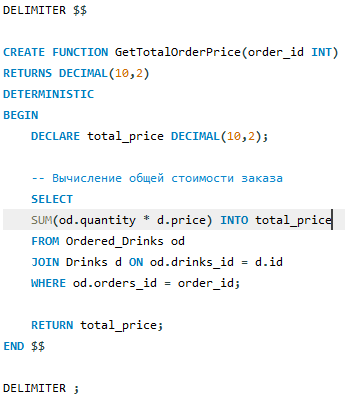 DELIMITER $$
CREATE FUNCTION GetTotalOrderPrice(order_id INT)
RETURNS DECIMAL(10,2)
DETERMINISTIC
BEGIN
DECLARE total_price DECIMAL(10,2);
-- Вычисление общей стоимости заказа
SELECT
SUM(od.quantity * d.price) INTO total_price
FROM Ordered_Drinks od
JOIN Drinks d ON od.drinks_id = d.id
WHERE od.orders_id = order_id;
RETURN total_price;
END $$
DELIMITER ;